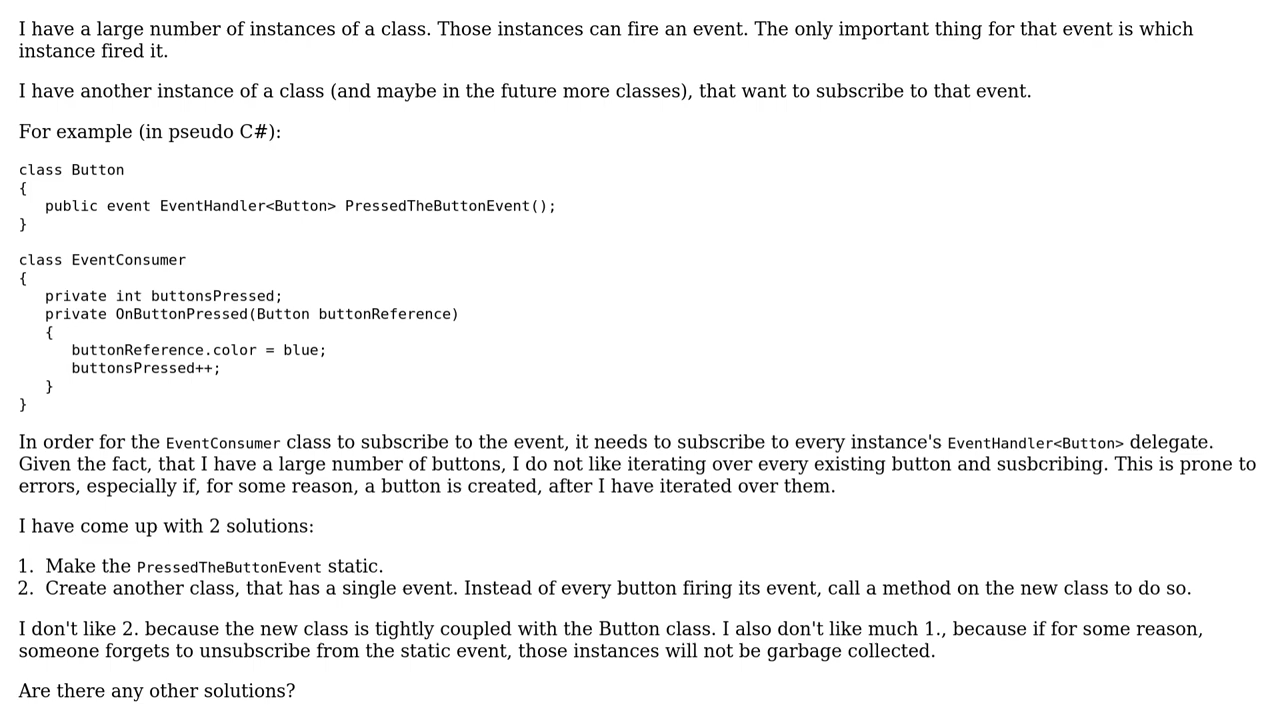 I have a large number of instances of a class. Those instances can fire an event. The only important thing for that event is which
instance fired it.
I have another instance of a class (and maybe in the future more classes), that want to subscribe to that event.
For example (in pseudo C#):
class Button
{
   public event EventHandler<Button> PressedTheButtonEvent();
}
class EventConsumer
{
   private int buttonsPressed;
   private OnButtonPressed(Button buttonReference)
   {
      buttonReference.color = blue;
      buttonsPressed++;
   }
}
In order for the EventConsumer class to subscribe to the event, it needs to subscribe to every instance's EventHandler<Button> delegate.
Given the fact, that I have a large number of buttons, I do not like iterating over every existing button and susbcribing. This is prone to
errors, especially if, for some reason, a button is created, after I have iterated over them.
I have come up with 2 solutions:
1. Make the PressedTheButtonEvent static.
2. Create another class, that has a single event. Instead of every button firing its event, call a method on the new class to do so.
I don't like 2. because the new class is tightly coupled with the Button class. I also don't like much 1., because if for some reason,
someone forgets to unsubscribe from the static event, those instances will not be garbage collected.
Are there any other solutions?